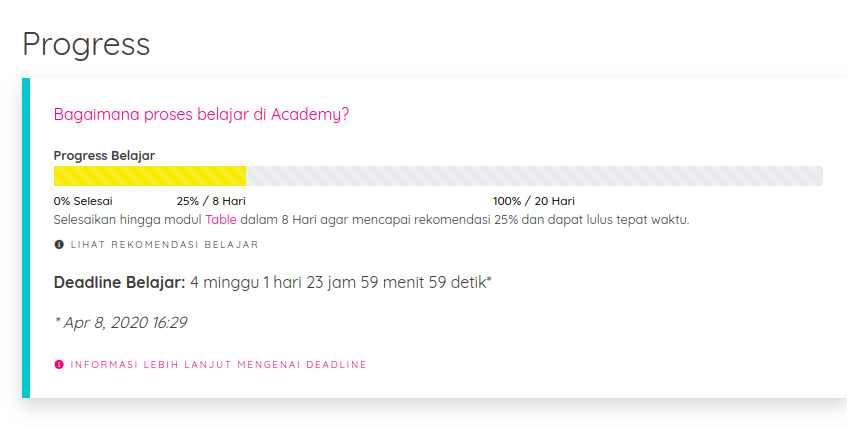 Progress
Bagaimana proses belajar di Academy?
Progress Belajar
0% Selesai 25% / 8 Hari 100% / 20 Hari
Selesaikan hingga modul Table dalam 8 Hari agar mencapai rekomendasi 25% dan dapat lulus tepat waktu.
LIHAT REKOMENDASI BELAJAR
Deadline Belajar: 4 minggu 1 hari 23 jam 59 menit 59 detik*
* Apr 8, 2020 16:29
INFORMASI LEBIH LANJUT MENGENAI DEADLINE